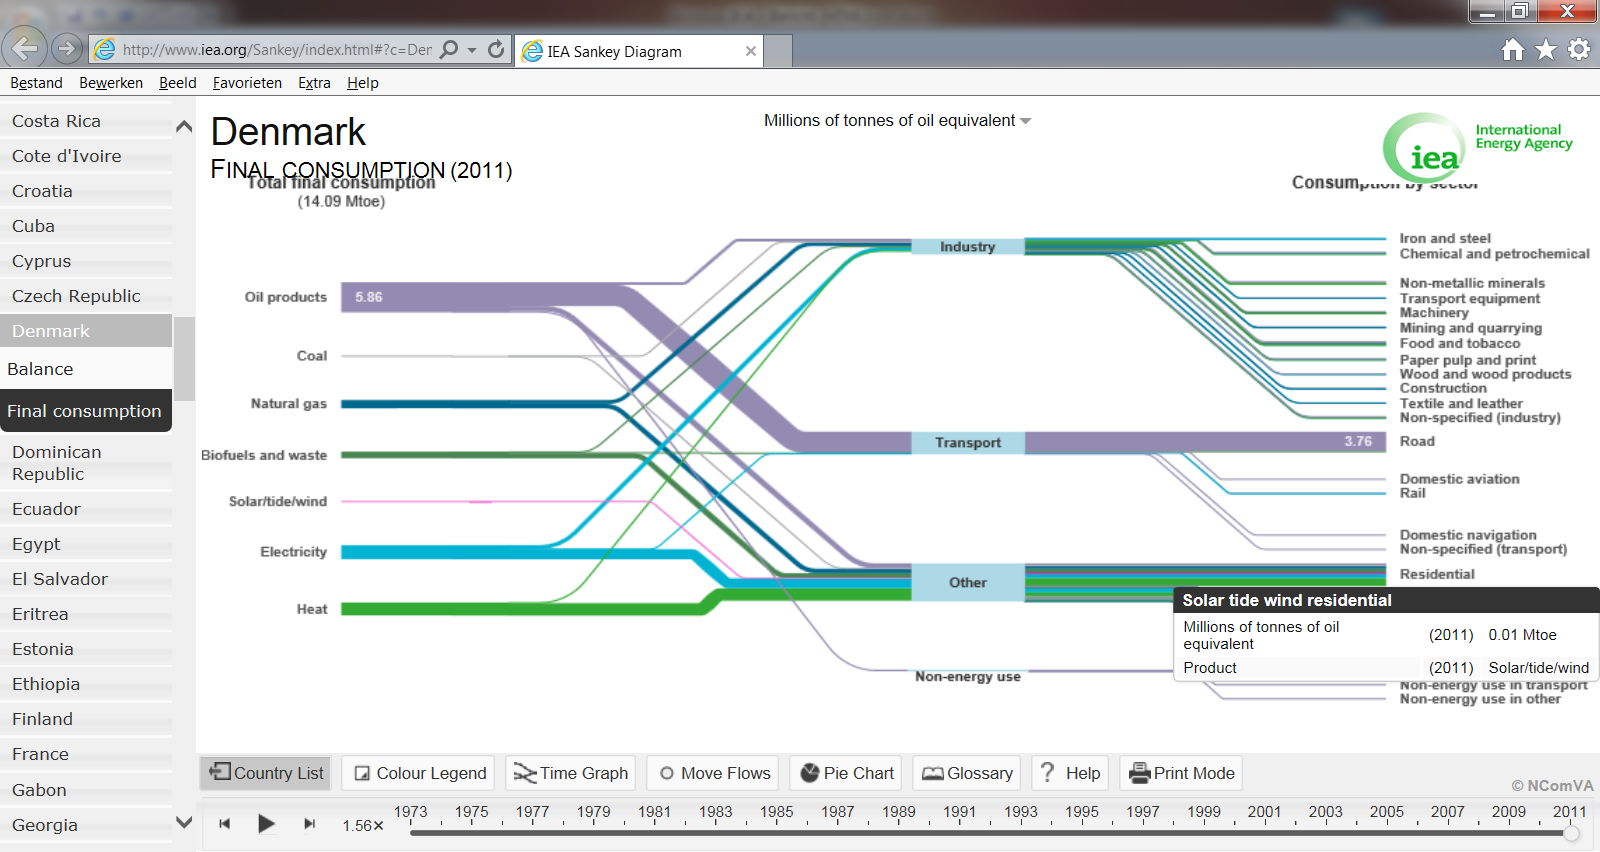 http://www.iea.org/Sankey/index.html#?c=Der
IEA Sankey Diagram
Bestand Bewerken Beeld Favorieten Extra Help
Costa Rica
Cote d'Ivoire
Croatia
Cuba
Cyprus
Czech Republic
Denmark
Balance
Final consumption
Dominican
Republic
Ecuador
Egypt
El Salvador
Eritrea
Estonia
Ethiopia
Finland
France
Gabon
Georgia
Denmark
FINAL CONSUMPTION (2011)
Total final consumption
(14.09 Mtoe)
Millions of tonnes of oil equivalent
iea
International
Energy Agency
Consumption by sector
Oil products
5.86
Coal
Natural gas
Biofuels and waste
Solar/tide/wind
Electricity
Heat
Industry
Transport
Other
Non-energy use
Iron and steel
Chemical and petrochemical
Non-metallic minerals
Transport equipment
Machinery
Mining and quarrying
Food and tobacco
Paper pulp and print
Wood and wood products
Construction
Textile and leather
Non-specified (industry)
3.76
Road
Domestic aviation
Rail
Domestic navigation
Non-specified (transport)
Residential
Solar tide wind residential
Millions of tonnes of oil
equivalent (2011) 0.01 Mtoe
Product (2011) Solar/tide/wind
Non-energy use in transport
Non-energy use in other
Country List Colour Legend Time Graph Move Flows Pie Chart Glossary ? Help Print Mode
© NComVA
1.56×
1973 1975 1977 1979 1981 1983 1985 1987 1989 1991 1993 1995 1997 1999 2001 2003 2005 2007 2009 2011